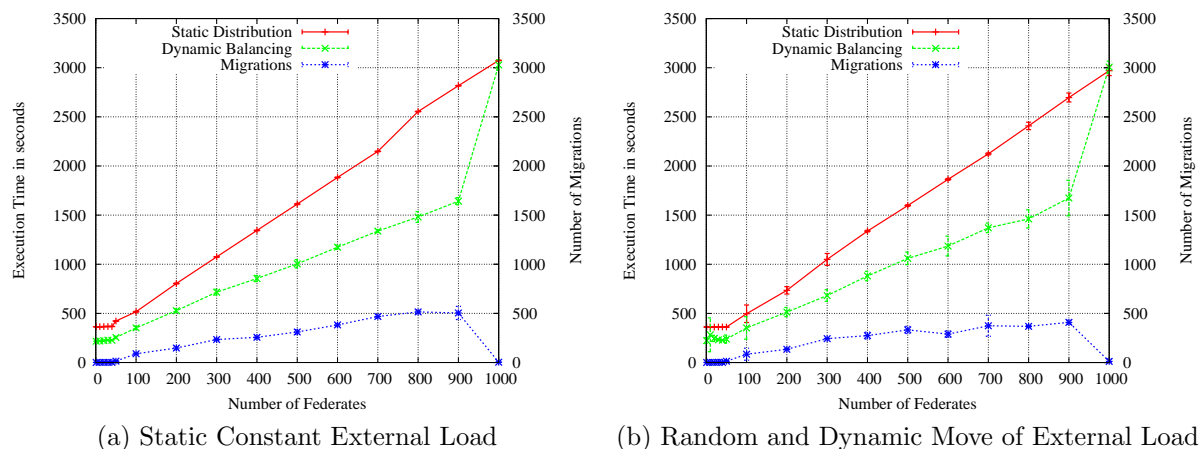 3500
3000
2500
2000
1500
1000
500
0
Execution Time in seconds
Static Distribution
Dynamic Balancing
Migrations
3500
3000
2500
2000
1500
1000
500
0
Number of Migrations
0 100 200 300 400 500 600 700 800 900 1000
Number of Federates
(a) Static Constant External Load
3500
3000
2500
2000
1500
1000
500
0
Execution Time in seconds
Static Distribution
Dynamic Balancing
Migrations
3500
3000
2500
2000
1500
1000
500
0
Number of Migrations
0 100 200 300 400 500 600 700 800 900 1000
Number of Federates
(b) Random and Dynamic Move of External Load